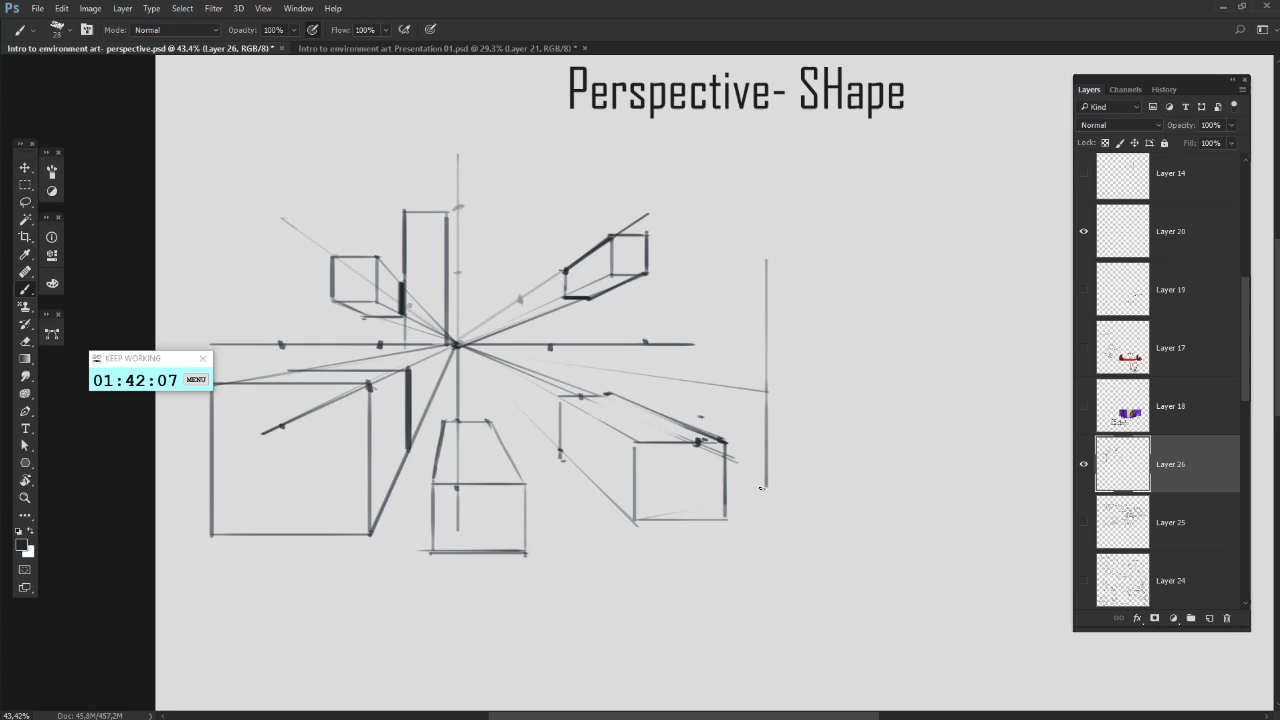 Ps File Edit Image Layer Type Select Filter 3D View Window Help
28 Mode: Normal Opacity: 100% Flow: 100%
Intro to environment art- perspective.psd @ 43,4% (Layer 26, RGB/8) * × Intro to environment art Presentation 01.psd @ 29,3% (Layer 21, RGB/8) * ×
Perspective- SHape
Layers Channels History
Kind
Normal Opacity: 100%
Lock: Fill: 100%
Layer 14
Layer 20
Layer 19
Layer 17
Layer 18
Layer 26
Layer 25
Layer 24
fx
KEEP WORKING
01:42:07 MENU
43,42% Doc: 45,8M/457,2M